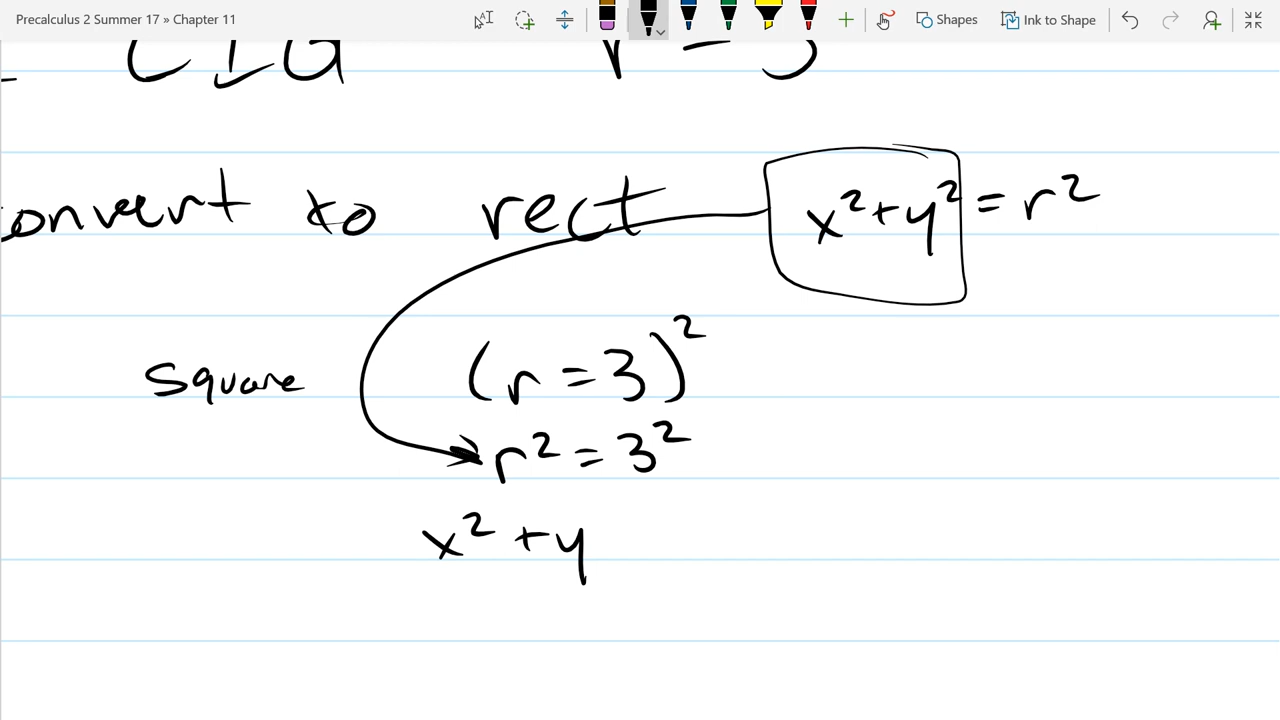 Precalculus 2 Summer 17 » Chapter 11
Shapes
Ink to Shape
r = 3
onvert to rect x² + y² = r²
Square (r = 3)²
r² = 3²
x² + y